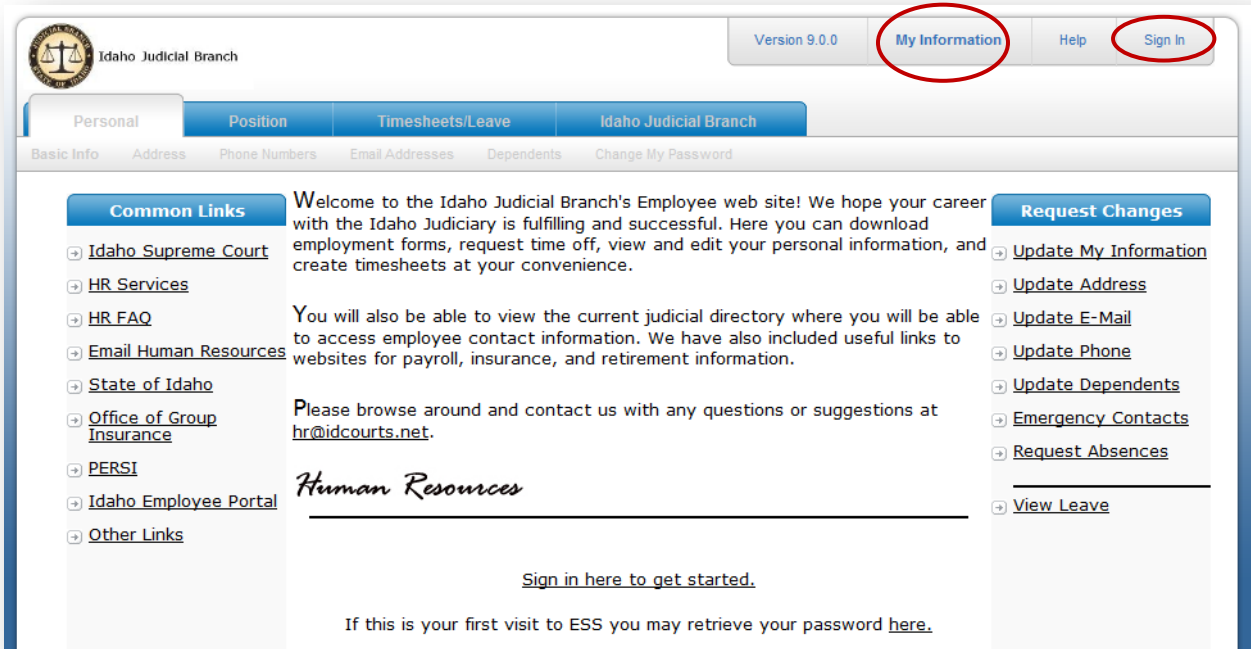 Idaho Judicial Branch
Version 9.0.0
My Information
Help
Sign In
Personal
Position
Timesheets/Leave
Idaho Judicial Branch
Basic Info
Address
Phone Numbers
Email Addresses
Dependents
Change My Password
Common Links
Idaho Supreme Court
HR Services
HR FAQ
Email Human Resources
State of Idaho
Office of Group
Insurance
PERSI
Idaho Employee Portal
Other Links
Welcome to the Idaho Judicial Branch's Employee web site! We hope your career
with the Idaho Judiciary is fulfilling and successful. Here you can download
employment forms, request time off, view and edit your personal information, and
create timesheets at your convenience.
You will also be able to view the current judicial directory where you will be able
to access employee contact information. We have also included useful links to
websites for payroll, insurance, and retirement information.
Please browse around and contact us with any questions or suggestions at
hr@idcourts.net.
Human Resources
Sign in here to get started.
If this is your first visit to ESS you may retrieve your password here.
Request Changes
Update My Information
Update Address
Update E-Mail
Update Phone
Update Dependents
Emergency Contacts
Request Absences
View Leave